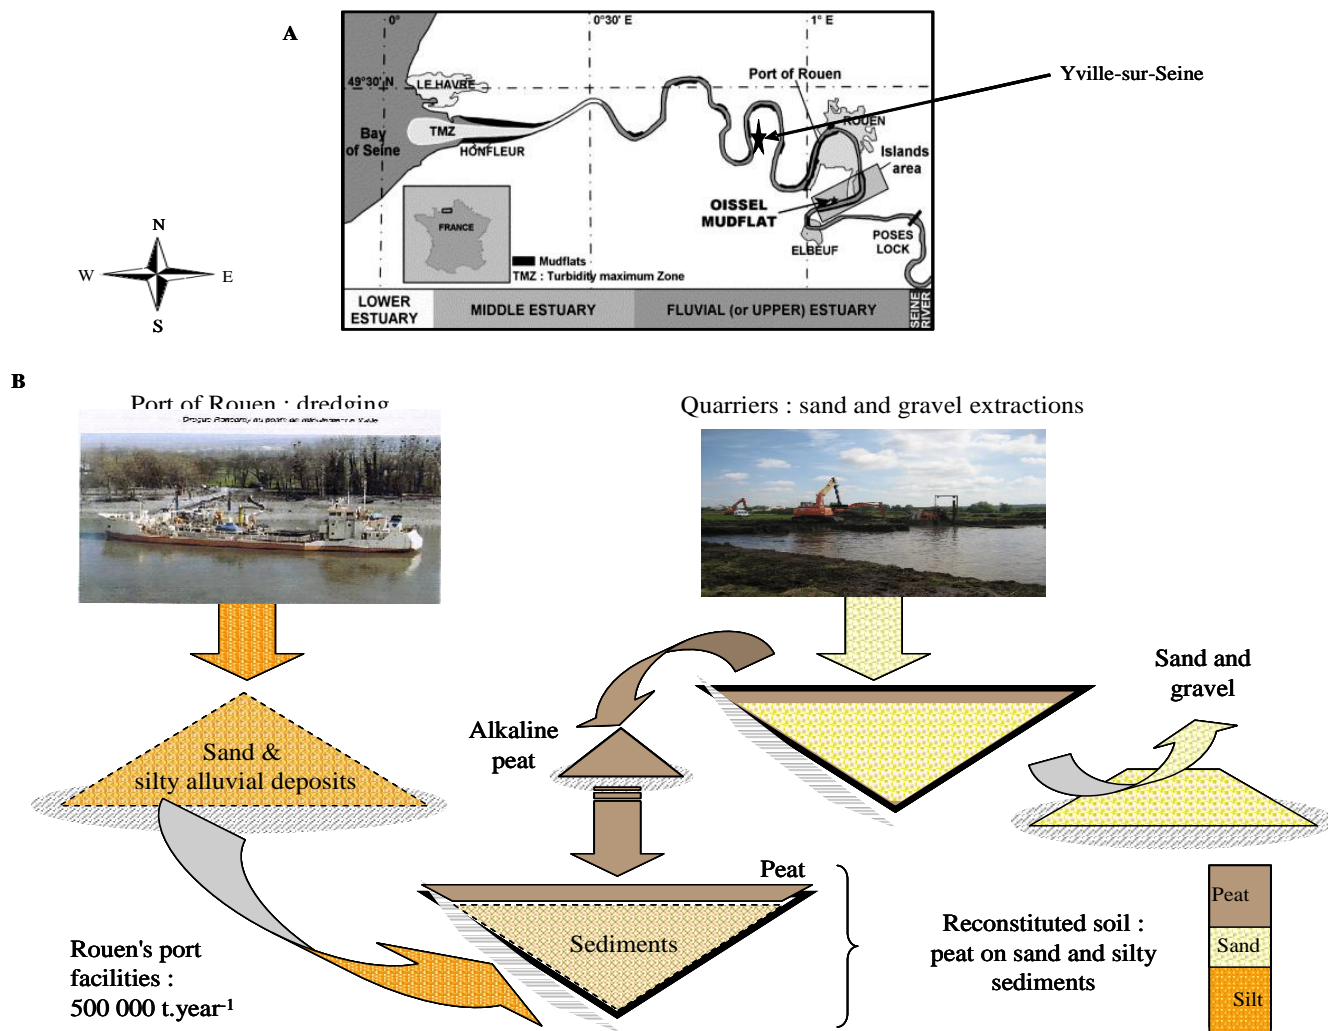 A
0°
0°30' E
1° E
49°30' N
LE HAVRE
Port of Rouen
Yville-sur-Seine
TMZ
Bay
of Seine
HONFLEUR
ROUEN
Islands
area
OISSEL
MUDFLAT
FRANCE
ELBEUF
POSES
LOCK
Mudflats
TMZ : Turbidity maximum Zone
LOWER
ESTUARY
MIDDLE ESTUARY
FLUVIAL (or UPPER) ESTUARY
SEINE
RIVER
N
W
E
S
B
Port of Rouen : dredging
Quarriers : sand and gravel extractions
Sand and
gravel
Alkaline
peat
Sand &
silty alluvial deposits
Peat
Sediments
Rouen's port
facilities :
500 000 t.year-1
Reconstituted soil :
peat on sand and silty
sediments
Peat
Sand
Silt